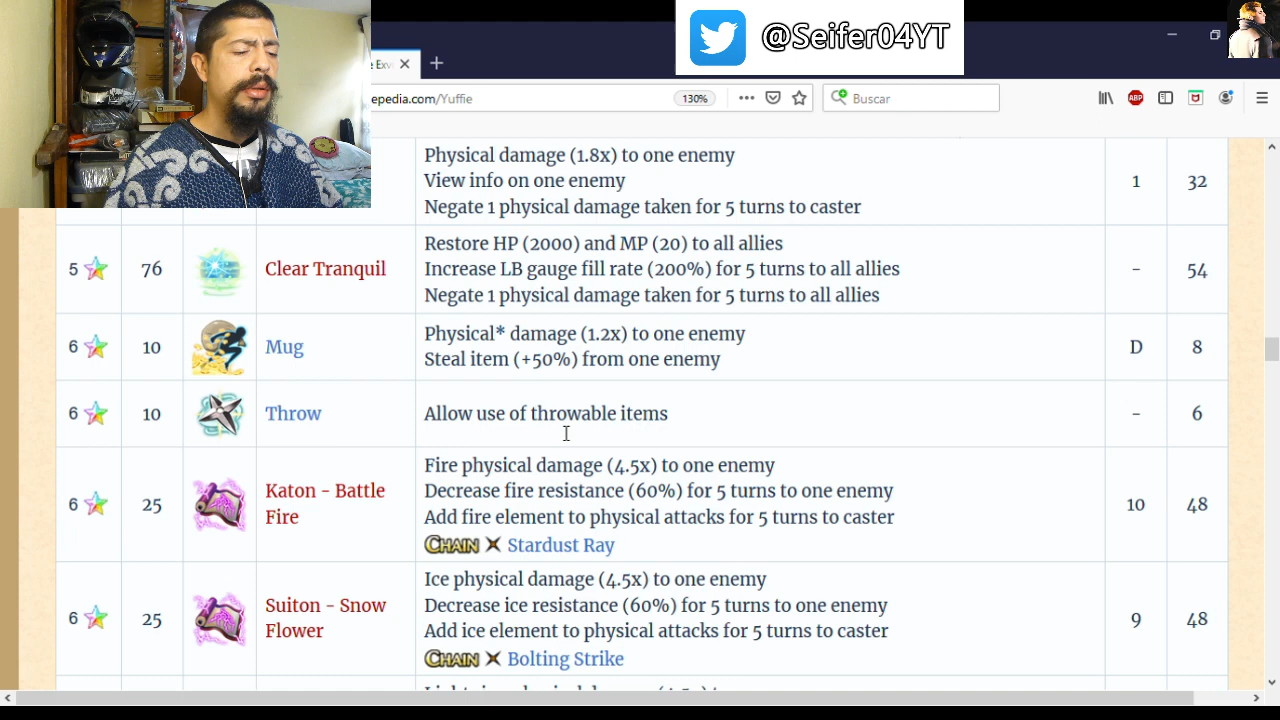 @Seifer04YT
e Exv
epedia.com/Yuffie
130%
Buscar
ABP
Physical damage (1.8x) to one enemy
View info on one enemy
Negate 1 physical damage taken for 5 turns to caster
1
32
5
76
Clear Tranquil
Restore HP (2000) and MP (20) to all allies
Increase LB gauge fill rate (200%) for 5 turns to all allies
Negate 1 physical damage taken for 5 turns to all allies
-
54
6
10
Mug
Physical* damage (1.2x) to one enemy
Steal item (+50%) from one enemy
D
8
6
10
Throw
Allow use of throwable items
-
6
6
25
Katon - Battle
Fire
Fire physical damage (4.5x) to one enemy
Decrease fire resistance (60%) for 5 turns to one enemy
Add fire element to physical attacks for 5 turns to caster
CHAIN Stardust Ray
10
48
6
25
Suiton - Snow
Flower
Ice physical damage (4.5x) to one enemy
Decrease ice resistance (60%) for 5 turns to one enemy
Add ice element to physical attacks for 5 turns to caster
CHAIN Bolting Strike
9
48